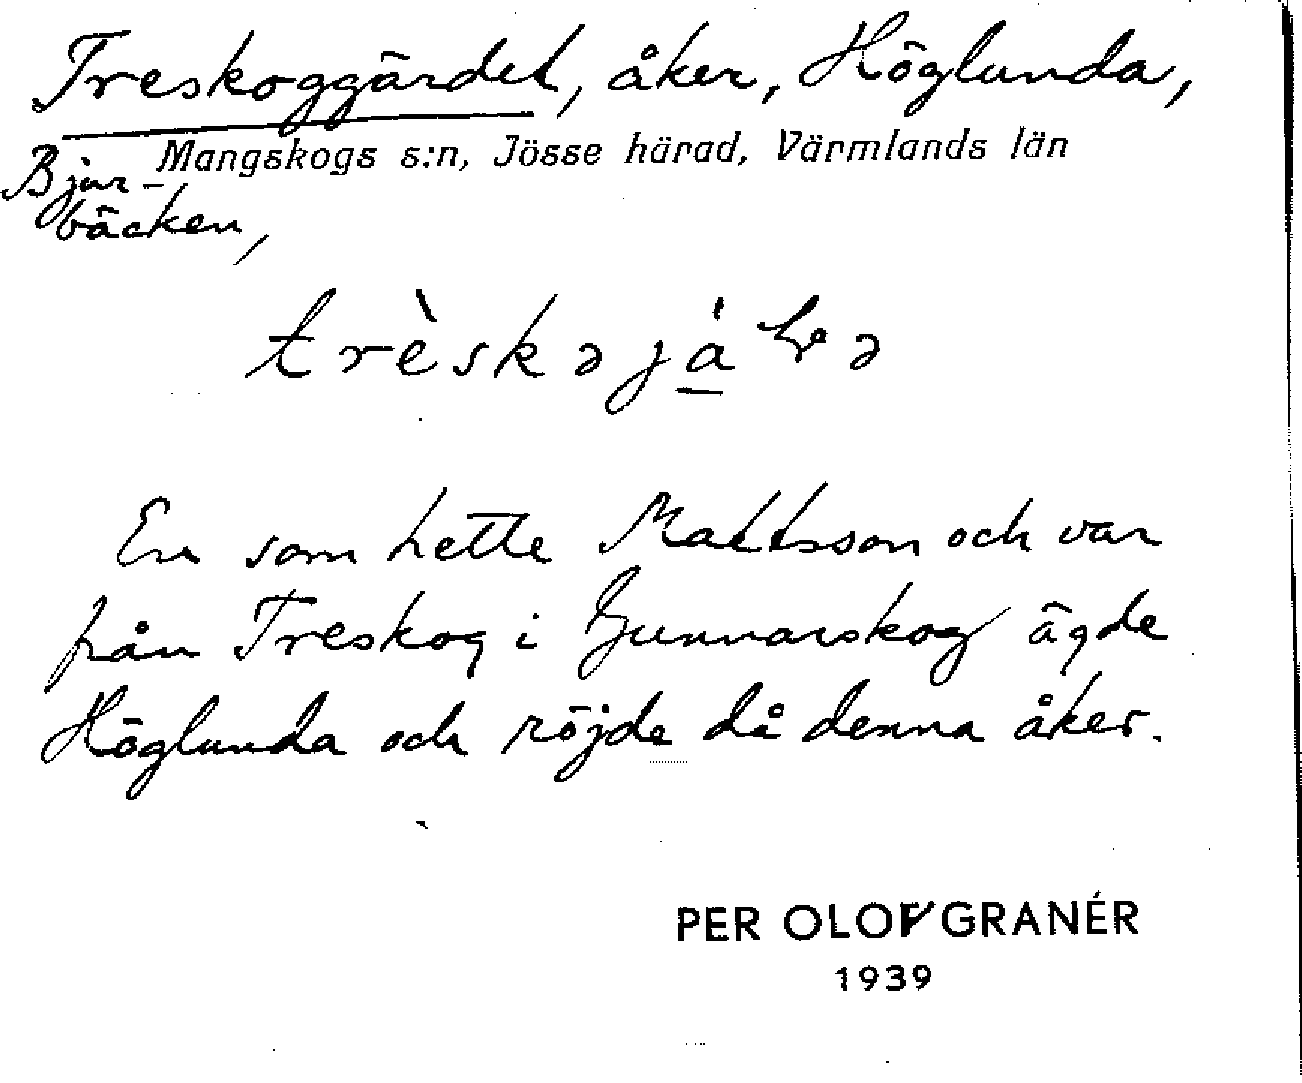 Treskoggärdet, åker, Höglunda,
Mangskogs s:n, Jösse härad, Värmlands län
Bjur-
bäcken,
En som hette Mattsson och var
från Treskog i Gunnarskog ägde
Höglunda och röjde då denna åker.
PER OLOV GRANÉR
1939